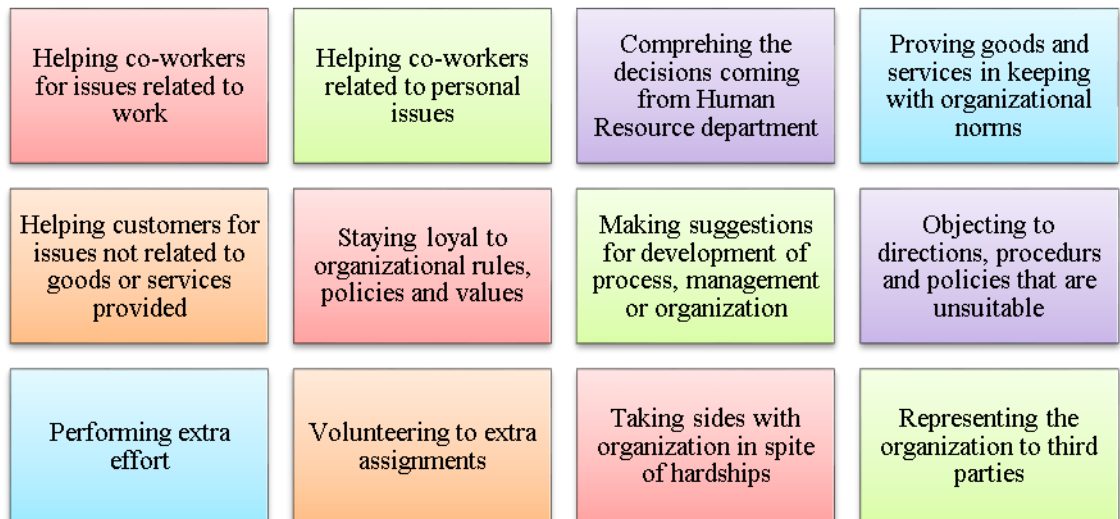 Helping co-workers
for issues related to
work
Helping co-workers
related to personal
issues
Comprehing the
decisions coming
from Human
Resource department
Proving goods and
services in keeping
with organizational
norms
Helping customers for
issues not related to
goods or services
provided
Staying loyal to
organizational rules,
policies and values
Making suggestions
for development of
process, management
or organization
Objecting to
directions, procedurs
and policies that are
unsuitable
Performing extra
effort
Volunteering to extra
assignments
Taking sides with
organization in spite
of hardships
Representing the
organization to third
parties